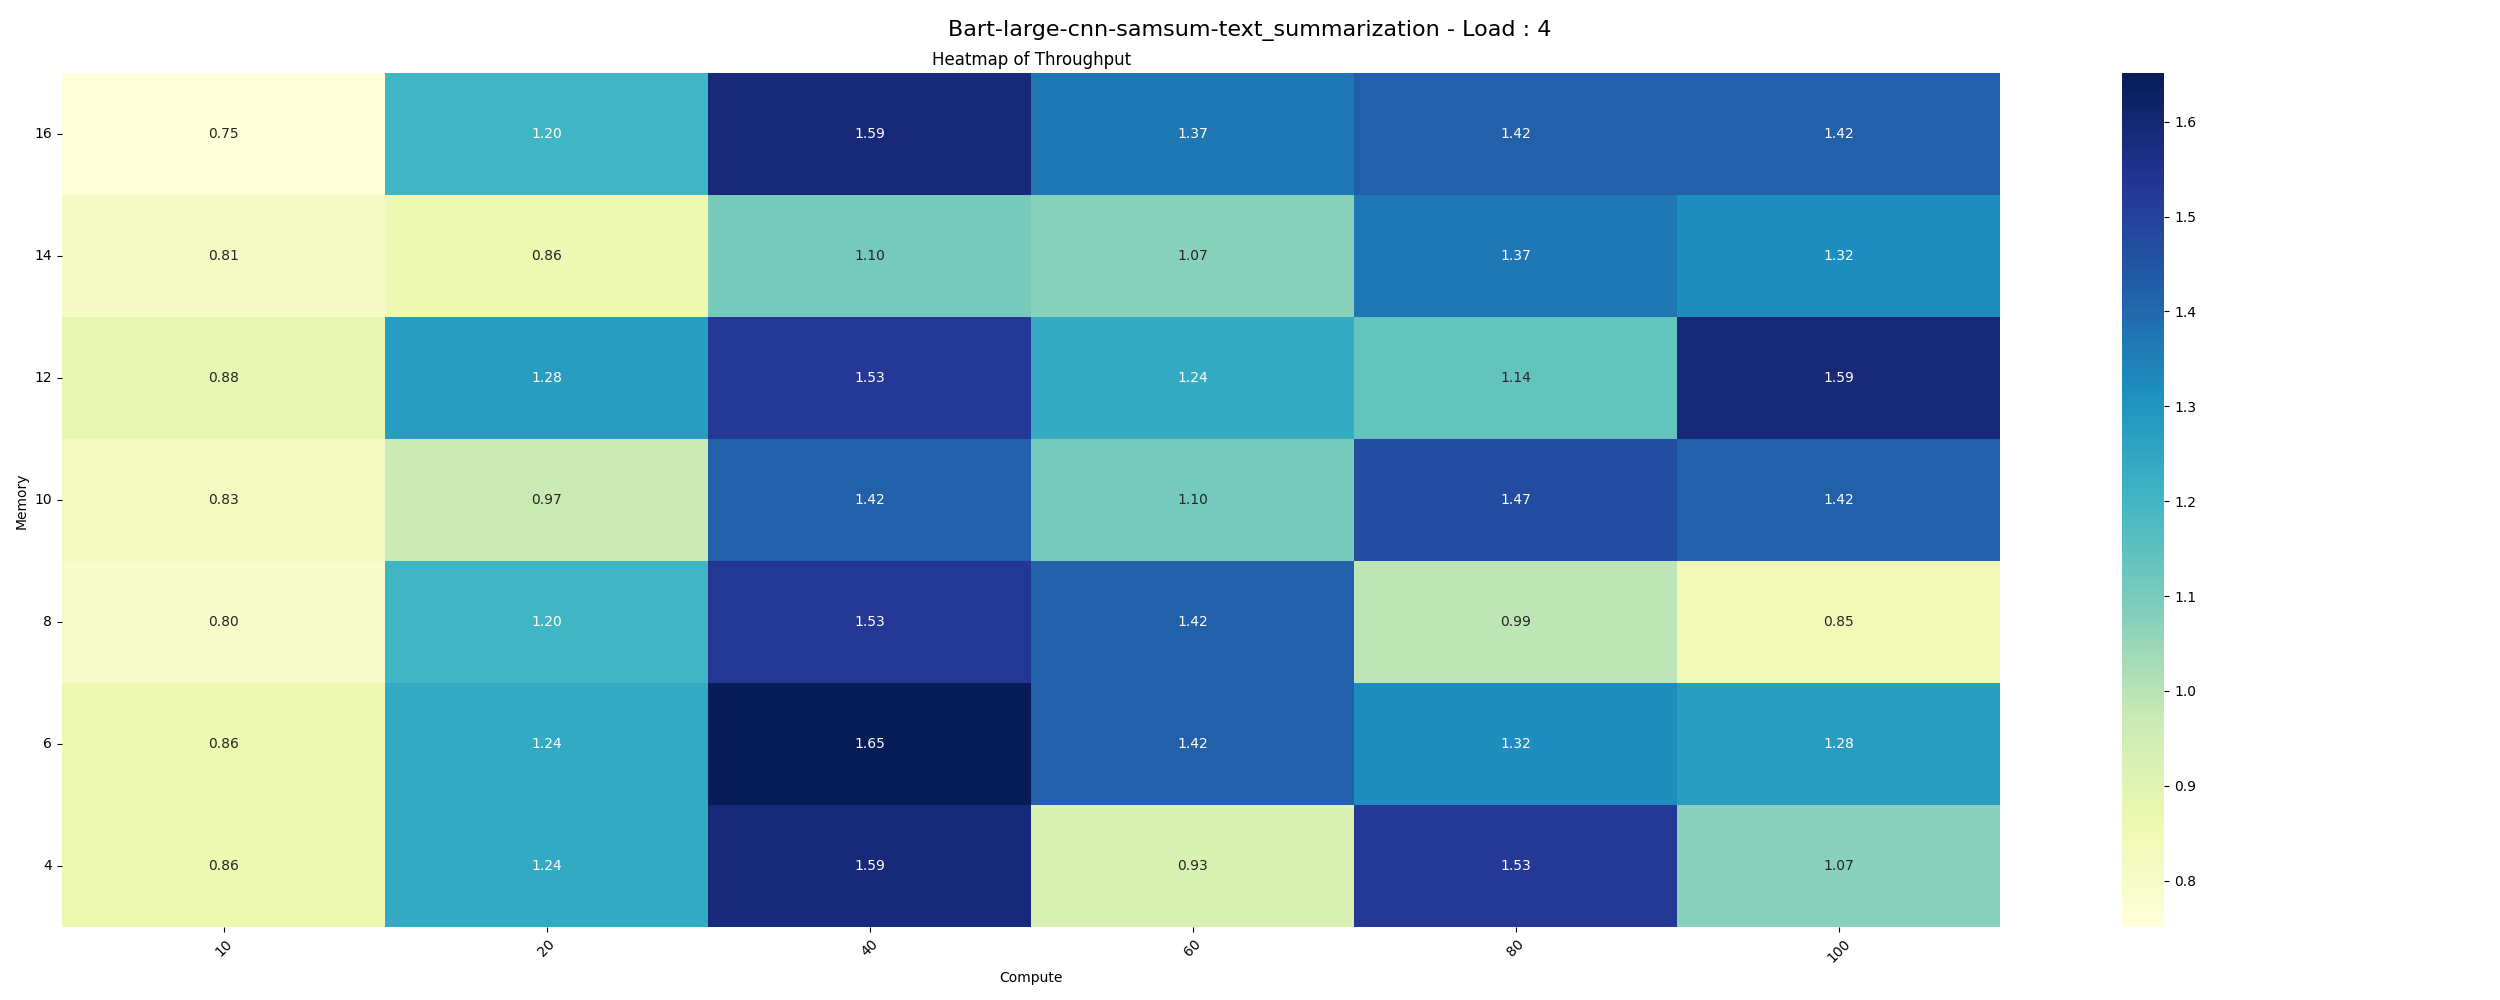 Bart-large-cnn-samsum-text_summarization - Load : 4
Heatmap of Throughput
16 0.75 1.20 1.59 1.37 1.42 1.42
14 0.81 0.86 1.10 1.07 1.37 1.32
12 0.88 1.28 1.53 1.24 1.14 1.59
10 0.83 0.97 1.42 1.10 1.47 1.42
8 0.80 1.20 1.53 1.42 0.99 0.85
6 0.86 1.24 1.65 1.42 1.32 1.28
4 0.86 1.24 1.59 0.93 1.53 1.07
Memory
10 20 40 60 80 100
Compute
1.6
1.5
1.4
1.3
1.2
1.1
1.0
0.9
0.8